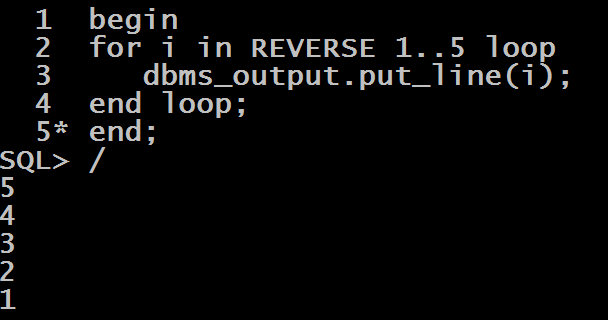 1 begin
2 for i in REVERSE 1..5 loop
3 dbms_output.put_line(i);
4 end loop;
5* end;
SQL> /
5
4
3
2
1